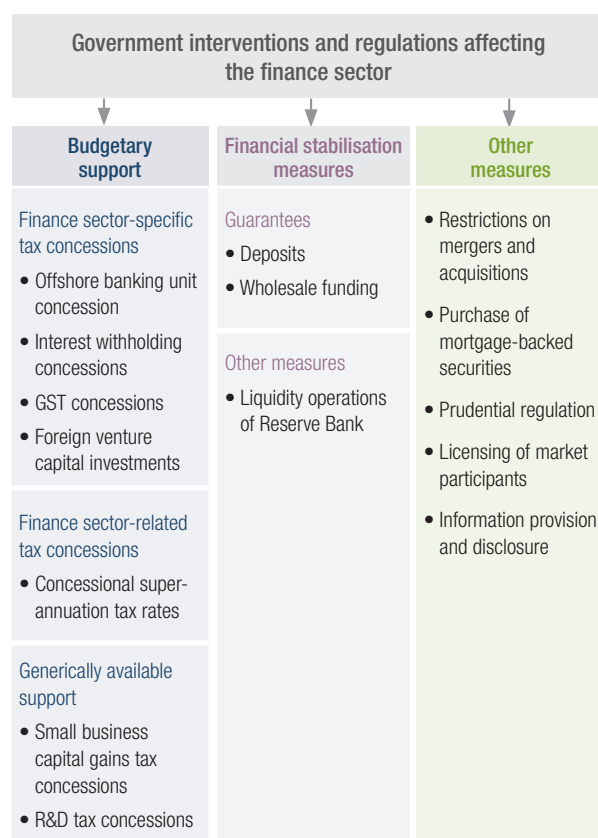 Government interventions and regulations affecting
the finance sector
Budgetary
support
Finance sector-specific
tax concessions
• Offshore banking unit
concession
• Interest withholding
concessions
• GST concessions
• Foreign venture
capital investments
Finance sector-related
tax concessions
• Concessional super-
annuation tax rates
Generically available
support
• Small business
capital gains tax
concessions
• R&D tax concessions
Financial stabilisation
measures
Guarantees
• Deposits
• Wholesale funding
Other measures
• Liquidity operations
of Reserve Bank
Other
measures
• Restrictions on
mergers and
acquisitions
• Purchase of
mortgage-backed
securities
• Prudential regulation
• Licensing of market
participants
• Information provision
and disclosure